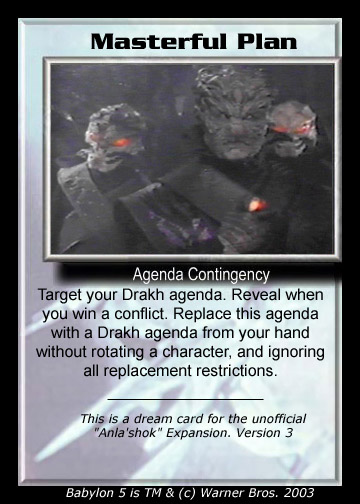 Masterful Plan
Agenda Contingency
Target your Drakh agenda. Reveal when
you win a conflict. Replace this agenda
with a Drakh agenda from your hand
without rotating a character, and ignoring
all replacement restrictions.
This is a dream card for the unofficial
"Anla'shok" Expansion. Version 3
Babylon 5 is TM & (c) Warner Bros. 2003